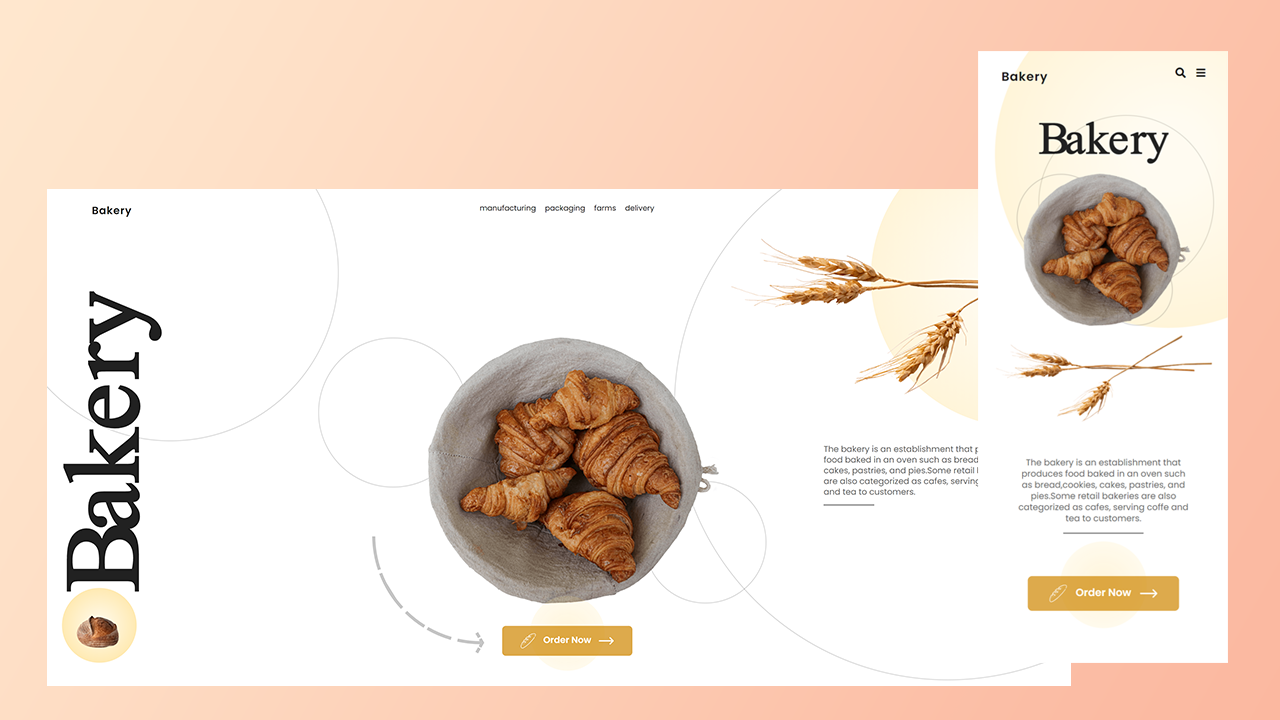 Bakery
manufacturing packaging farms delivery
Bakery
The bakery is an establishment that
food baked in an oven such as bread
cakes, pastries, and pies.Some retail
are also categorized as cafes, serving
and tea to customers.
Order Now
Bakery
Bakery
The bakery is an establishment that
produces food baked in an oven such
as bread,cookies, cakes, pastries, and
pies.Some retail bakeries are also
categorized as cafes, serving coffe and
tea to customers.
Order Now